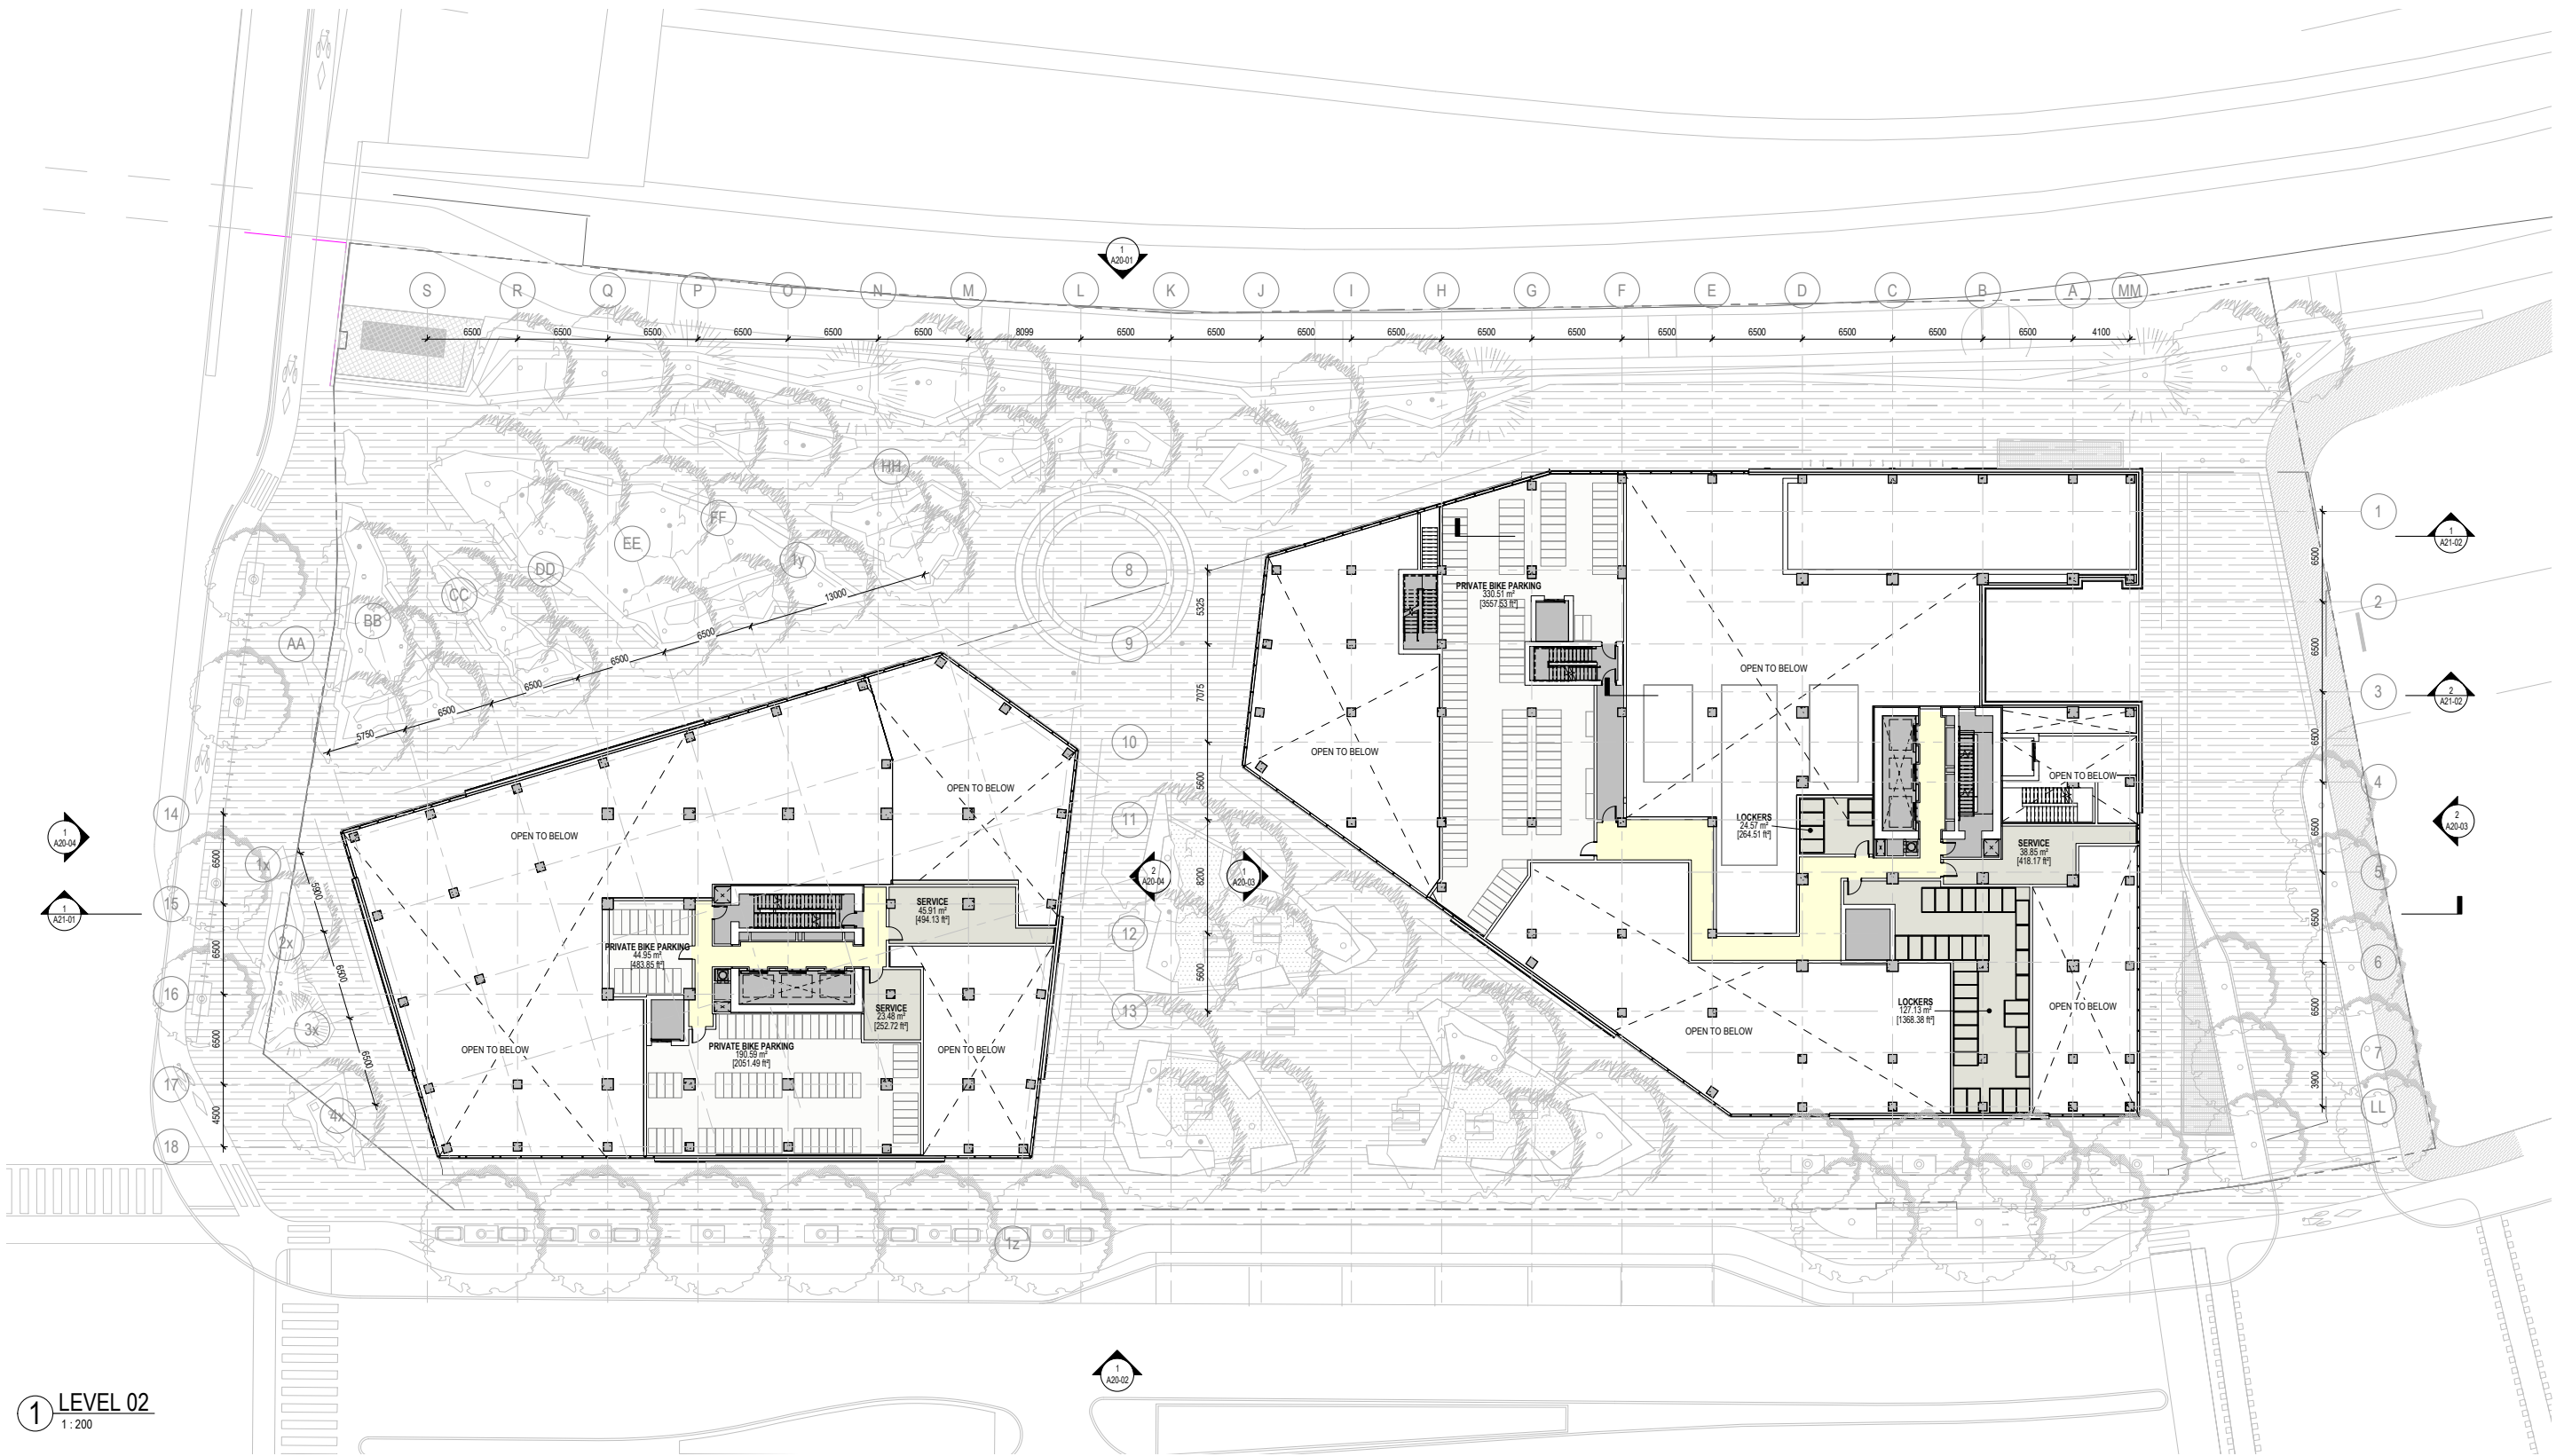 1
A20-01
S
R
Q
P
O
N
M
L
K
J
I
H
G
F
E
D
C
B
A
MM
6500
6500
6500
6500
6500
6500
8099
6500
6500
6500
6500
6500
6500
6500
6500
6500
6500
6500
4100
HH
FF
EE
1y
DD
CC
BB
AA
13000
6500
6500
6500
6500
5750
8
9
10
11
12
13
5325
7075
5600
8200
5600
1
2
3
4
5
6
7
LL
6500
6500
6500
6500
6500
6500
3900
1
A21-02
2
A21-02
2
A20-03
PRIVATE BIKE PARKING
330.51 m²
[3557.53 ft²]
OPEN TO BELOW
OPEN TO BELOW
OPEN TO BELOW
LOCKERS
24.57 m²
[264.51 ft²]
SERVICE
38.85 m²
[418.17 ft²]
LOCKERS
127.13 m²
[1368.38 ft²]
OPEN TO BELOW
OPEN TO BELOW
2
A20-04
1
A20-03
1
A20-04
1
A21-01
14
15
16
17
18
6500
6500
6500
4500
1x
2x
3x
4x
5900
6500
6500
OPEN TO BELOW
OPEN TO BELOW
SERVICE
45.91 m²
[494.13 ft²]
PRIVATE BIKE PARKING
44.95 m²
[483.85 ft²]
SERVICE
23.48 m²
[252.72 ft²]
PRIVATE BIKE PARKING
190.59 m²
[2051.49 ft²]
OPEN TO BELOW
OPEN TO BELOW
1z
1
A20-02
1
LEVEL 02
1 : 200